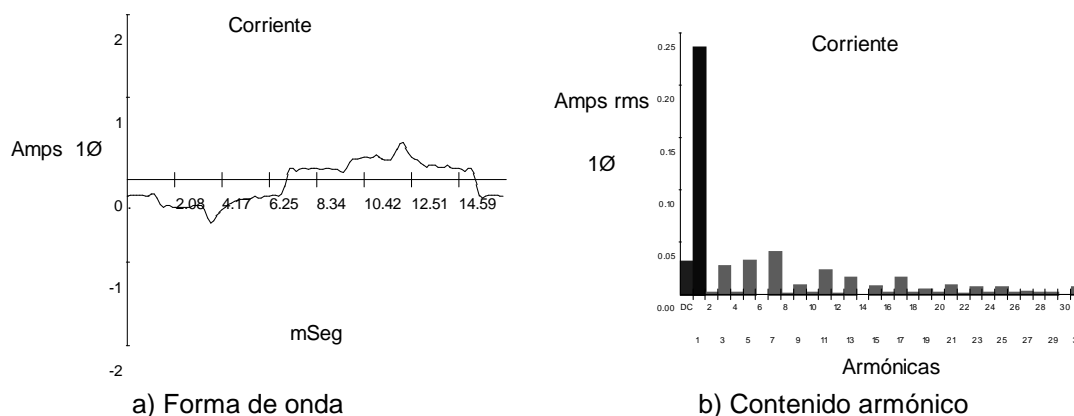 Corriente
2
1
Amps 1Ø
0
-1
-2
2.08 4.17 6.25 8.34 10.42 12.51 14.59
mSeg
a) Forma de onda
Corriente
0.25
0.20
Amps rms
0.15
1Ø
0.10
0.05
0.00
DC 2 4 6 8 10 12 14 16 18 20 22 24 26 28 30
1 3 5 7 9 11 13 15 17 19 21 23 25 27 29
Armónicas
b) Contenido armónico